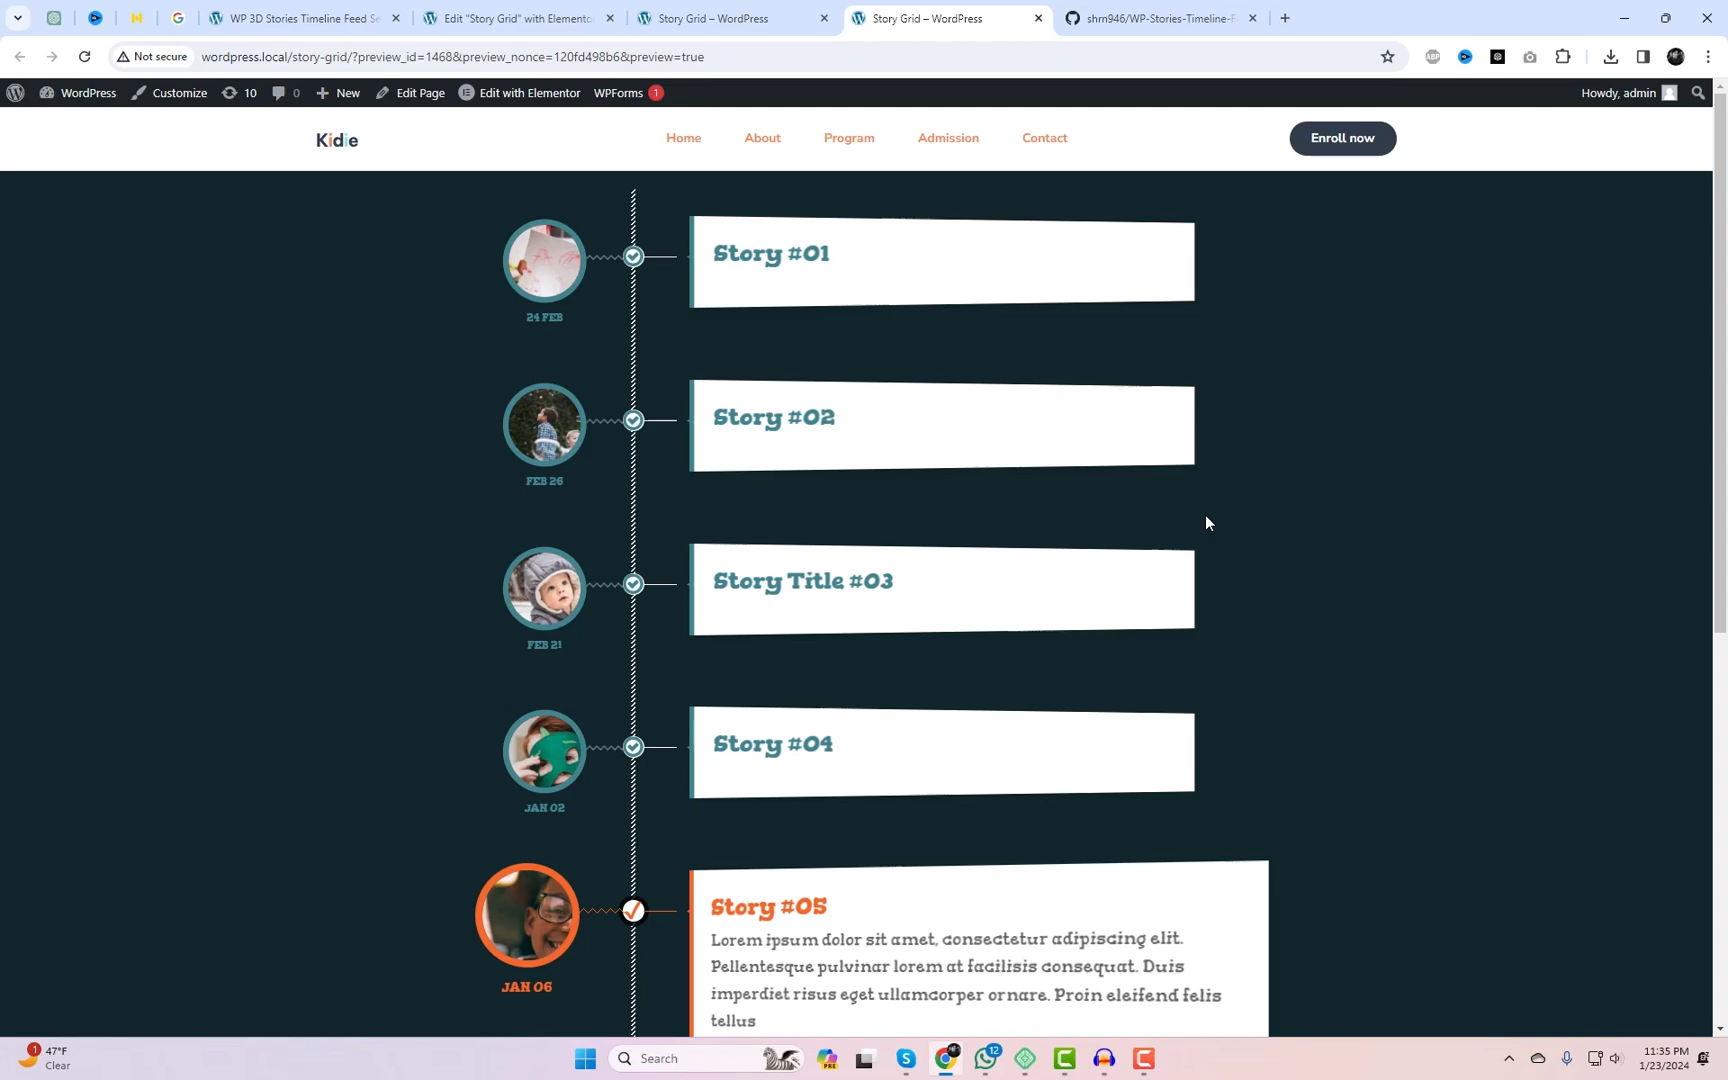 WP 3D Stories Timeline Feed Se
Edit "Story Grid" with Elemento
Story Grid – WordPress
Story Grid – WordPress
shrn946/WP-Stories-Timeline-F
Not secure
wordpress.local/story-grid/?preview_id=1468&preview_nonce=120fd498b6&preview=true
WordPress
Customize
10
0
New
Edit Page
Edit with Elementor
WPForms 1
Howdy, admin
Kidie
Home
About
Program
Admission
Contact
Enroll now
Story #01
24 FEB
Story #02
FEB 26
Story Title #03
FEB 21
Story #04
JAN 02
Story #05
Lorem ipsum dolor sit amet, consectetur adipiscing elit.
Pellentesque pulvinar lorem at facilisis consequat. Duis
imperdiet risus eget ullamcorper ornare. Proin eleifend felis
tellus
JAN 06
1
47°F
Clear
Search
PRE
12
11:35 PM
1/23/2024